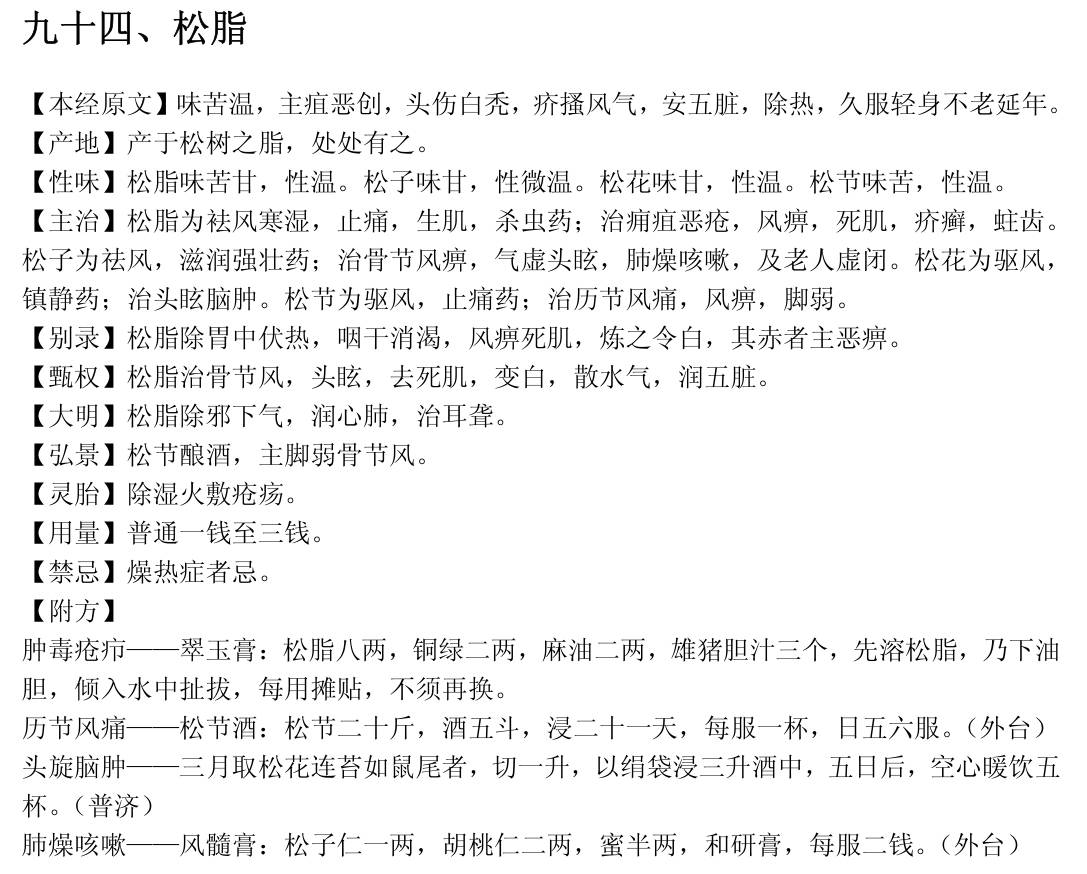 九十四、松脂
【本经原文】味苦温，主疽恶创，头伤白秃，疥搔风气，安五脏，除热，久服轻身不老延年。
【产地】产于松树之脂，处处有之。
【性味】松脂味苦甘，性温。松子味甘，性微温。松花味甘，性温。松节味苦，性温。
【主治】松脂为祛风寒湿，止痛，生肌，杀虫药；治痈疽恶疮，风痹，死肌，疥癣，蛀齿。
松子为祛风，滋润强壮药；治骨节风痹，气虚头眩，肺燥咳嗽，及老人虚闭。松花为驱风，
镇静药；治头眩脑肿。松节为驱风，止痛药；治历节风痛，风痹，脚弱。
【别录】松脂除胃中伏热，咽干消渴，风痹死肌，炼之令白，其赤者主恶痹。
【甄权】松脂治骨节风，头眩，去死肌，变白，散水气，润五脏。
【大明】松脂除邪下气，润心肺，治耳聋。
【弘景】松节酿酒，主脚弱骨节风。
【灵胎】除湿火敷疮疡。
【用量】普通一钱至三钱。
【禁忌】燥热症者忌。
【附方】
肿毒疮疖——翠玉膏：松脂八两，铜绿二两，麻油二两，雄猪胆汁三个，先溶松脂，乃下油
胆，倾入水中扯拔，每用摊贴，不须再换。
历节风痛——松节酒：松节二十斤，酒五斗，浸二十一天，每服一杯，日五六服。（外台）
头旋脑肿——三月取松花连苔如鼠尾者，切一升，以绢袋浸三升酒中，五日后，空心暖饮五
杯。（普济）
肺燥咳嗽——风髓膏：松子仁一两，胡桃仁二两，蜜半两，和研膏，每服二钱。（外台）